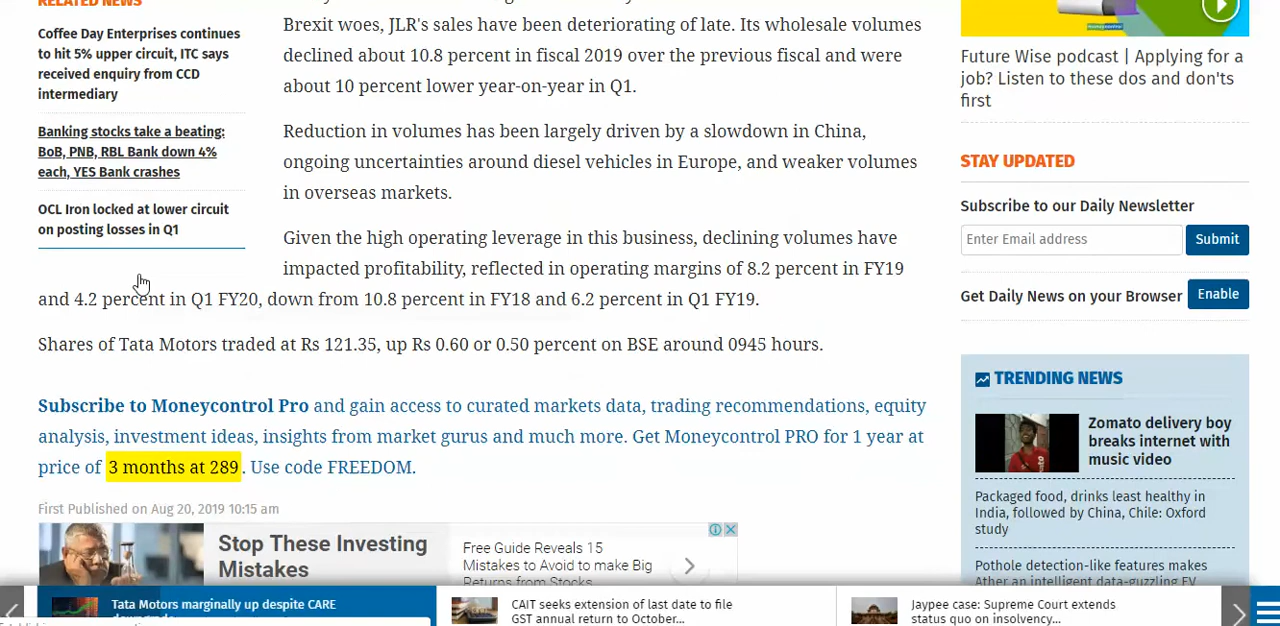 RELATED NEWS
Coffee Day Enterprises continues
to hit 5% upper circuit, ITC says
received enquiry from CCD
intermediary
Banking stocks take a beating:
BoB, PNB, RBL Bank down 4%
each, YES Bank crashes
OCL Iron locked at lower circuit
on posting losses in Q1
Brexit woes, JLR's sales have been deteriorating of late. Its wholesale volumes
declined about 10.8 percent in fiscal 2019 over the previous fiscal and were
about 10 percent lower year-on-year in Q1.
Reduction in volumes has been largely driven by a slowdown in China,
ongoing uncertainties around diesel vehicles in Europe, and weaker volumes
in overseas markets.
Given the high operating leverage in this business, declining volumes have
impacted profitability, reflected in operating margins of 8.2 percent in FY19
and 4.2 percent in Q1 FY20, down from 10.8 percent in FY18 and 6.2 percent in Q1 FY19.
Shares of Tata Motors traded at Rs 121.35, up Rs 0.60 or 0.50 percent on BSE around 0945 hours.
Subscribe to Moneycontrol Pro and gain access to curated markets data, trading recommendations, equity
analysis, investment ideas, insights from market gurus and much more. Get Moneycontrol PRO for 1 year at
price of 3 months at 289. Use code FREEDOM.
First Published on Aug 20, 2019 10:15 am
Stop These Investing
Mistakes
Free Guide Reveals 15
Mistakes to Avoid to make Big
Returns from Stocks
Future Wise podcast | Applying for a
job? Listen to these dos and don'ts
first
STAY UPDATED
Subscribe to our Daily Newsletter
Enter Email address
Submit
Get Daily News on your Browser
Enable
TRENDING NEWS
Zomato delivery boy
breaks internet with
music video
Packaged food, drinks least healthy in
India, followed by China, Chile: Oxford
study
Pothole detection-like features makes
Ather an intelligent data-guzzling EV
Tata Motors marginally up despite CARE
downgrade
CAIT seeks extension of last date to file
GST annual return to October...
Jaypee case: Supreme Court extends
status quo on insolvency...